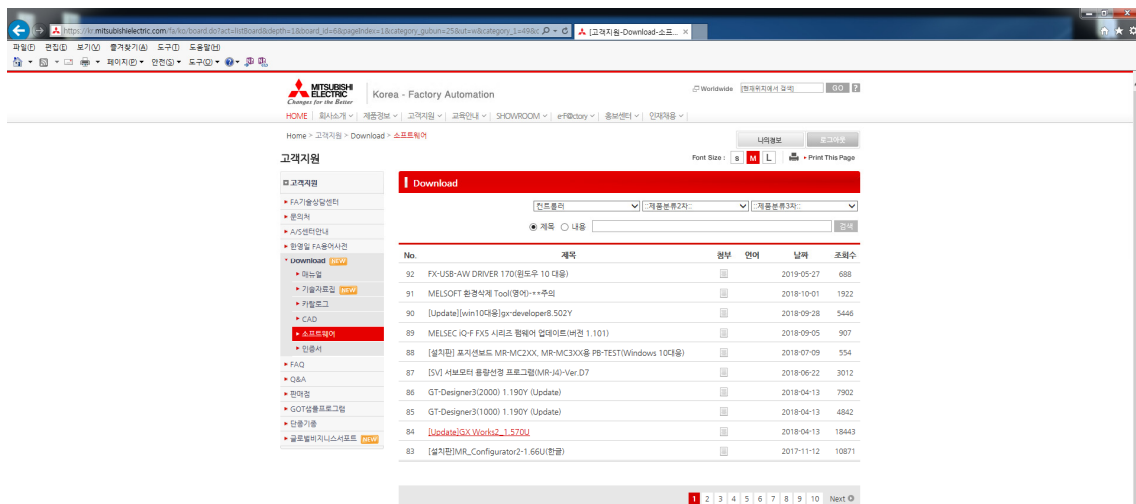 https://kr.mitsubishielectric.com/fa/ko/board.do?act=listBoard&depth=1&board_id=6&pageIndex=1&category_gubun=25&ut=w&category_1=49&c
[고객지원-Download-소프...
파일(F) 편집(E) 보기(V) 즐겨찾기(A) 도구(T) 도움말(H)
페이지(P) 안전(S) 도구(O)
MITSUBISHI ELECTRIC
Changes for the Better
Korea - Factory Automation
Worldwide [현재위치에서 검색] GO ?
HOME 회사소개 제품정보 고객지원 교육안내 SHOWROOM e-F@ctory 홍보센터 인재채용
Home > 고객지원 > Download > 소프트웨어
나의정보 로그아웃
고객지원
Font Size : S M L Print This Page
고객지원
FA기술상담센터
문의처
A/S센터안내
한영일 FA용어사전
Download NEW
매뉴얼
기술자료집 NEW
카탈로그
CAD
소프트웨어
인증서
FAQ
Q&A
판매점
GOT샘플프로그램
단종기종
글로벌비지니스서포트 NEW
Download
컨트롤러 ::제품분류2차:: ::제품분류3차::
제목 내용 검색
No. 제목 첨부 언어 날짜 조회수
92 FX-USB-AW DRIVER 170(윈도우 10 대응) 2019-05-27 688
91 MELSOFT 환경삭제 Tool(영어)-**주의 2018-10-01 1922
90 [Update][win10대응]gx-developer8.502Y 2018-09-28 5446
89 MELSEC iQ-F FX5 시리즈 펌웨어 업데이트(버전 1.101) 2018-09-05 907
88 [설치판] 포지션보드 MR-MC2XX, MR-MC3XX용 PB-TEST(Windows 10대응) 2018-07-09 554
87 [SV] 서보모터 용량선정 프로그램(MR-J4)-Ver.D7 2018-06-22 3012
86 GT-Designer3(2000) 1.190Y (Update) 2018-04-13 7902
85 GT-Designer3(1000) 1.190Y (Update) 2018-04-13 4842
84 [Update]GX Works2_1.570U 2018-04-13 18443
83 [설치판]MR_Configurator2-1.66U(한글) 2017-11-12 10871
1 2 3 4 5 6 7 8 9 10 Next